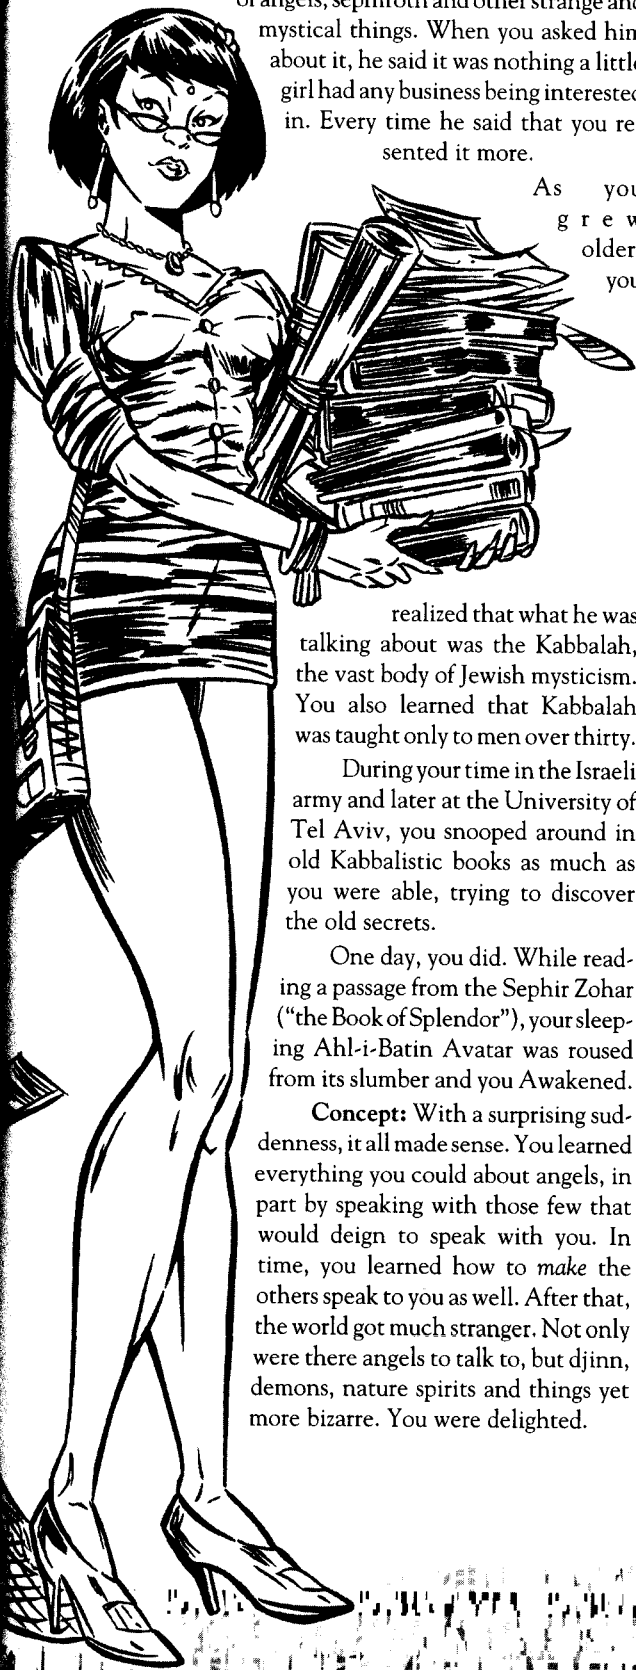 of angels, sephiroth and other strange and
mystical things. When you asked him
about it, he said it was nothing a little
girl had any business being interested
in. Every time he said that you re-
sented it more.
As you
grew
older
you
realized that what he was
talking about was the Kabbalah,
the vast body of Jewish mysticism.
You also learned that Kabbalah
was taught only to men over thirty.
During your time in the Israeli
army and later at the University of
Tel Aviv, you snooped around in
old Kabbalistic books as much as
you were able, trying to discover
the old secrets.
One day, you did. While read-
ing a passage from the Sephir Zohar
(“the Book of Splendor”), your sleep-
ing Ahl-i-Batin Avatar was roused
from its slumber and you Awakened.
Concept: With a surprising sud-
denness, it all made sense. You learned
everything you could about angels, in
part by speaking with those few that
would deign to speak with you. In
time, you learned how to make the
others speak to you as well. After that,
the world got much stranger. Not only
were there angels to talk to, but djinn,
demons, nature spirits and things yet
more bizarre. You were delighted.